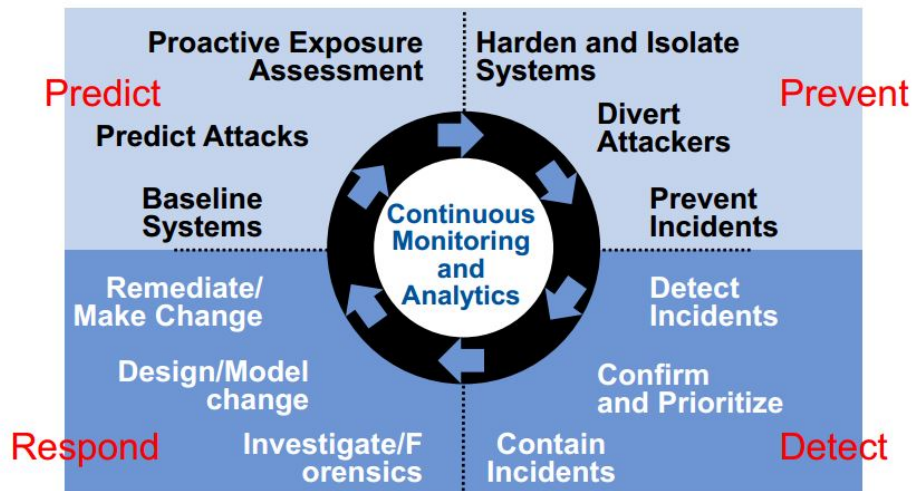 Proactive Exposure
Assessment
Harden and Isolate
Systems
Predict
Prevent
Predict Attacks
Divert
Attackers
Baseline
Systems
Prevent
Incidents
Continuous
Monitoring
and
Analytics
Remediate/
Make Change
Detect
Incidents
Design/Model
change
Confirm
and Prioritize
Respond
Investigate/F
orensics
Contain
Incidents
Detect